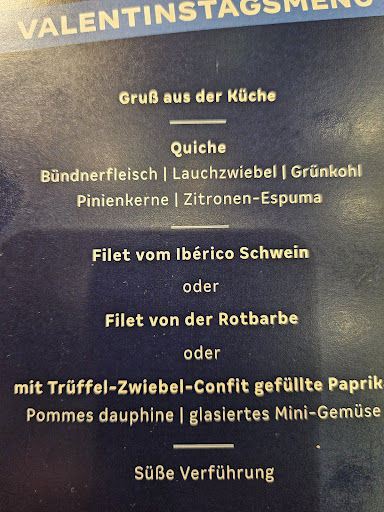 VALENTINSTAGSMENÜ
Gruß aus der Küche
Quiche
Bündnerfleisch | Lauchzwiebel | Grünkohl
Pinienkerne | Zitronen-Espuma
Filet vom Ibérico Schwein
oder
Filet von der Rotbarbe
oder
mit Trüffel-Zwiebel-Confit gefüllte Paprik
Pommes dauphine | glasiertes Mini-Gemüse
Süße Verführung